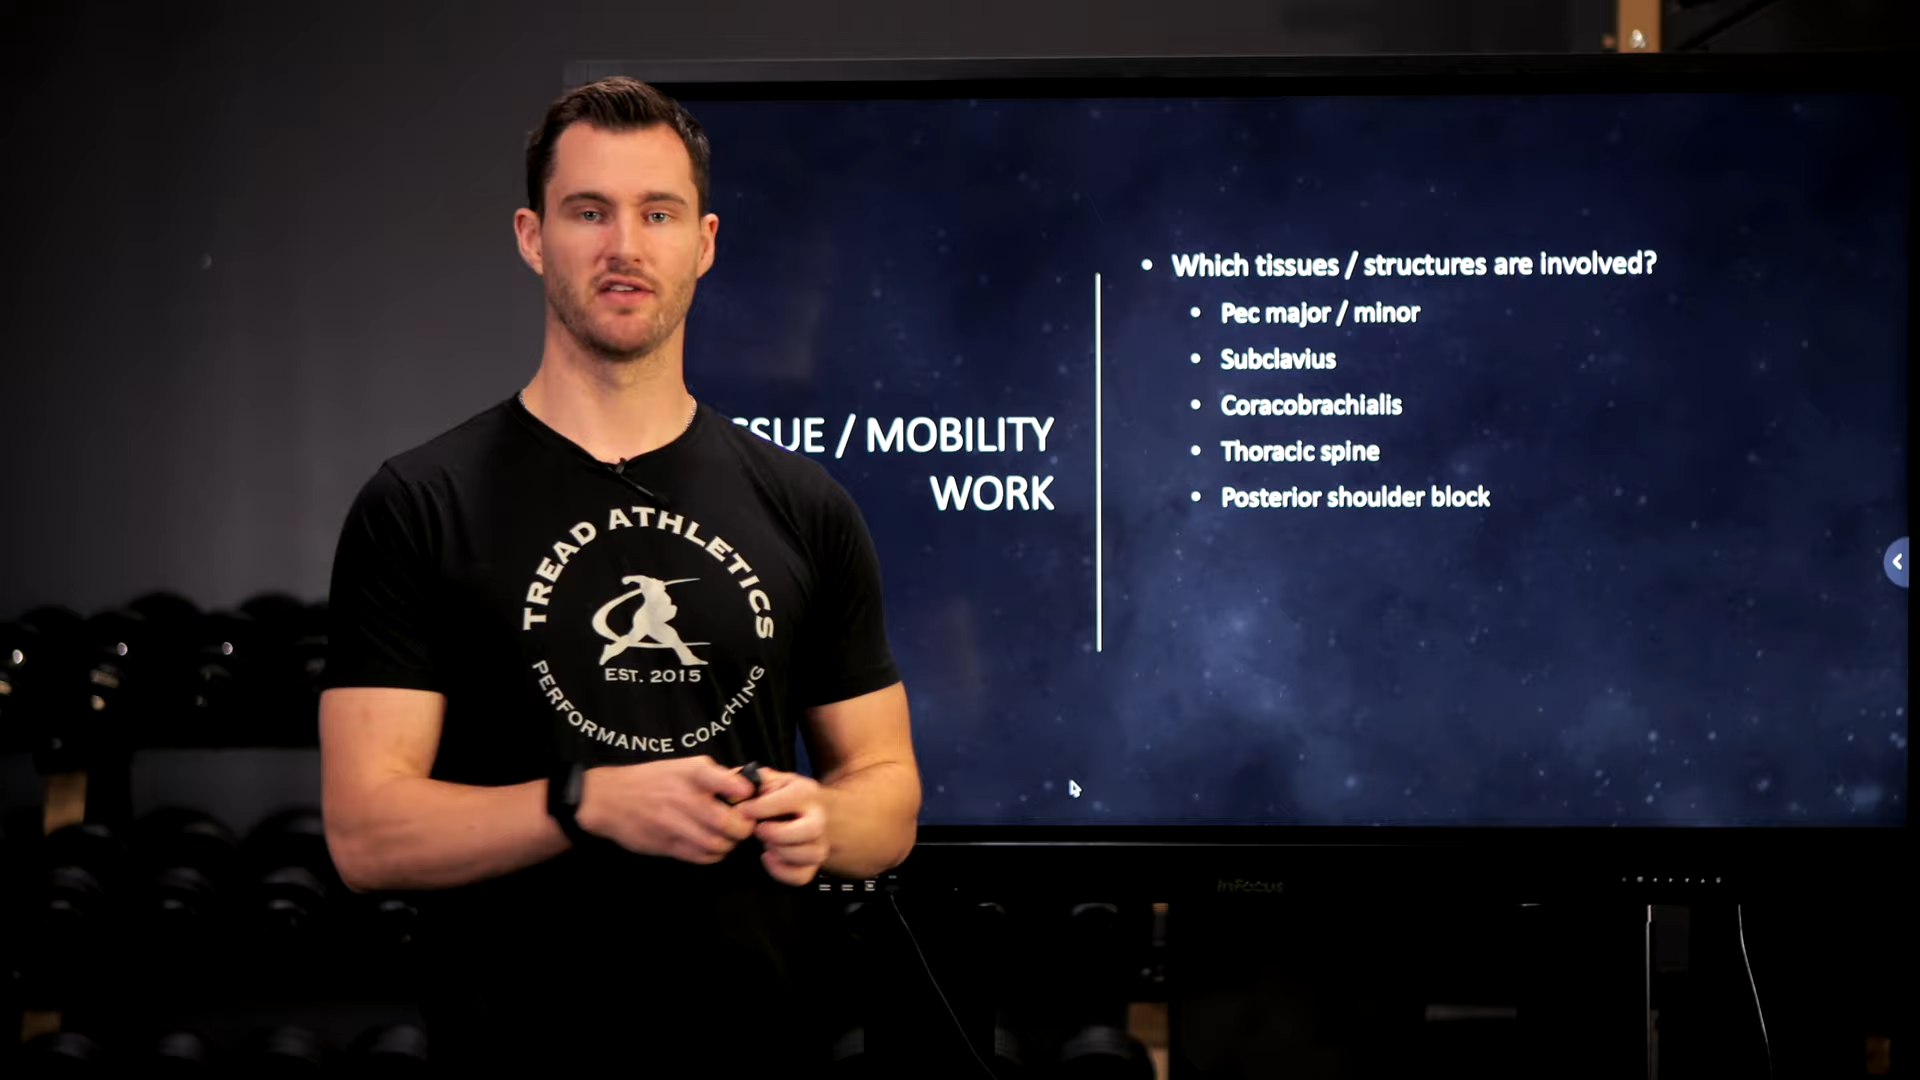 SSUE / MOBILITY
WORK
• Which tissues / structures are involved?
• Pec major / minor
• Subclavius
• Coracobrachialis
• Thoracic spine
• Posterior shoulder block
TREAD ATHLETICS
EST. 2015
PERFORMANCE COACHING
InFocus